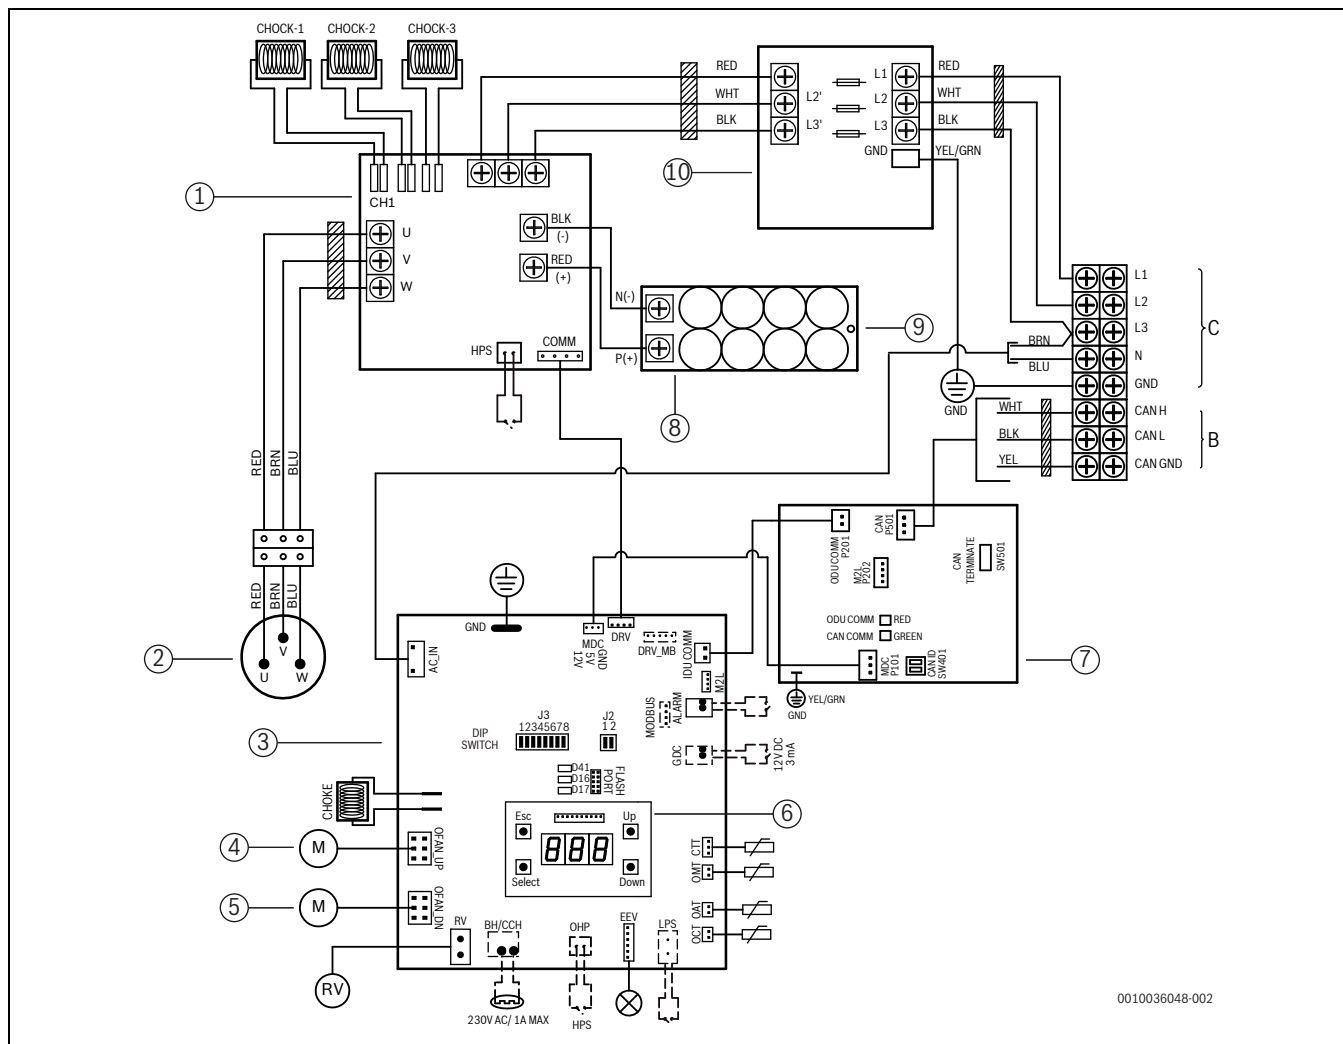 CHOCK-1 CHOCK-2 CHOCK-3
RED
WHT
BLK
L2'
L3'
L1
L2
L3
GND
RED
WHT
BLK
YEL/GRN
10
1
CH1
U
V
W
BLK
(-)
RED
(+)
HPS
COMM
N(-)
P(+)
9
8
GND
BRN
BLU
L1
L2
L3
N
GND
CAN H
CAN L
CAN GND
C
B
WHT
BLK
YEL
RED
BRN
BLU
RED
BRN
BLU
2
V
U
W
ODU COMM
P201
CAN
P501
M2L
P202
CAN
TERMINATE
SW501
ODU COMM
RED
CAN COMM
GREEN
MDC
P101
CAN ID
SW401
7
YEL/GRN
GND
GND
AC_IN
MDC
GND
5V
12V
DRV
DRV_MB
IDU COMM
M2L
MODBUS
ALARM
GDC
12V DC
3 mA
3
DIP
SWITCH
J3
12345678
J2
1 2
D41
D16
D17
FLASH
PORT
CHOKE
Esc
Up
Select
Down
888
6
4
M
OFAN_UP
5
M
OFAN_DN
CTT
OMT
OAT
OCT
RV
RV
BH/CCH
230V AC/ 1A MAX
OHP
HPS
EEV
LPS
0010036048-002